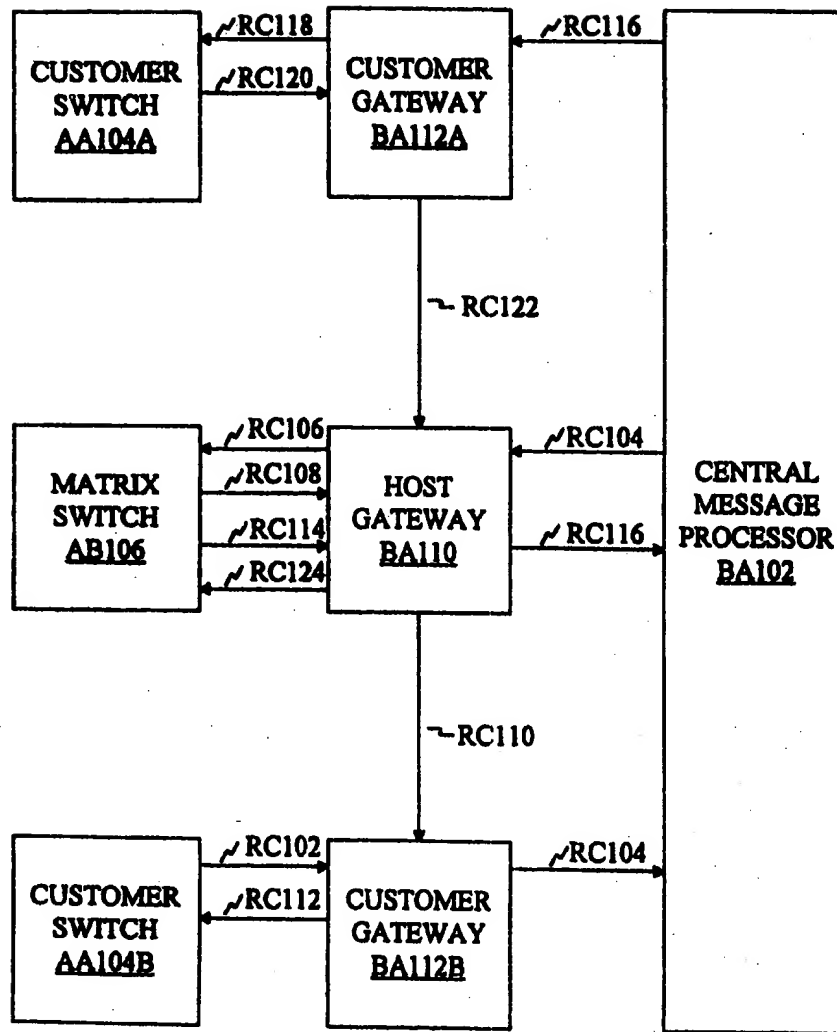 RC118
RC116
CUSTOMER
SWITCH
AA104A
RC120
CUSTOMER
GATEWAY
BA112A
RC122
RC106
RC104
MATRIX
SWITCH
AB106
RC108
RC114
RC124
HOST
GATEWAY
BA110
RC116
CENTRAL
MESSAGE
PROCESSOR
BA102
RC110
RC102
RC104
CUSTOMER
SWITCH
AA104B
RC112
CUSTOMER
GATEWAY
BA112B